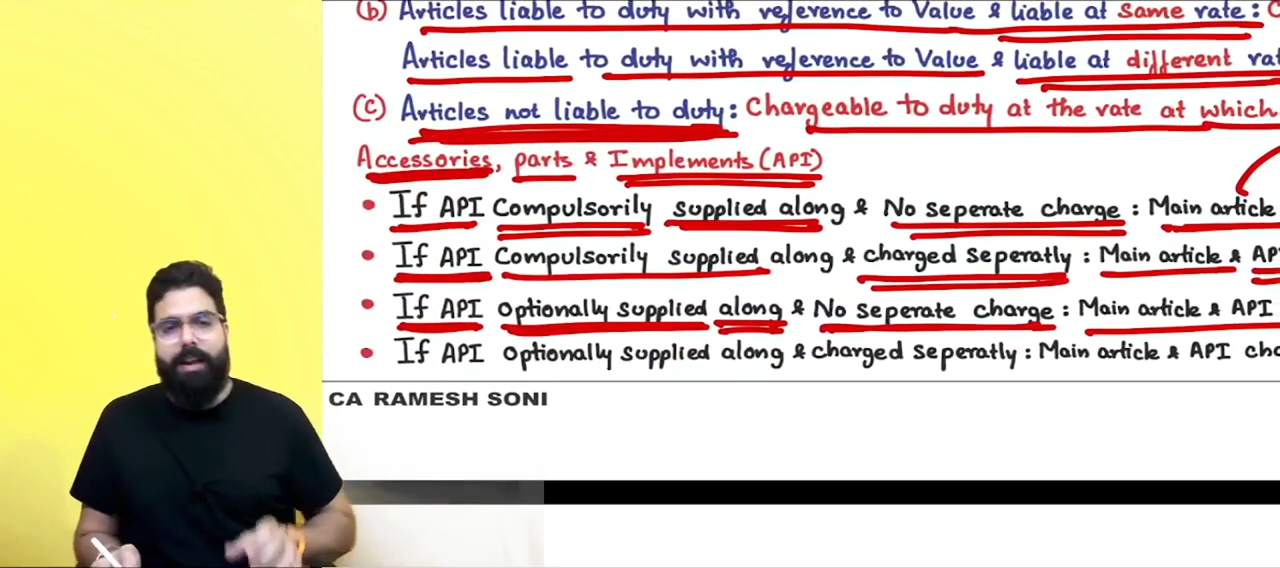 (b) Articles liable to duty with reference to Value & liable at same rate :
Articles liable to duty with reference to Value & liable at different
(c) Articles not liable to duty: Chargeable to duty at the rate at which
Accessories, parts & Implements (API)
• If API Compulsorily supplied along & No seperate charge : Main article
• If API Compulsorily supplied along & charged seperatly : Main article &
• If API Optionally supplied along & No seperate charge : Main article & API
• If API Optionally supplied along & charged seperatly : Main article & API
CA RAMESH SONI